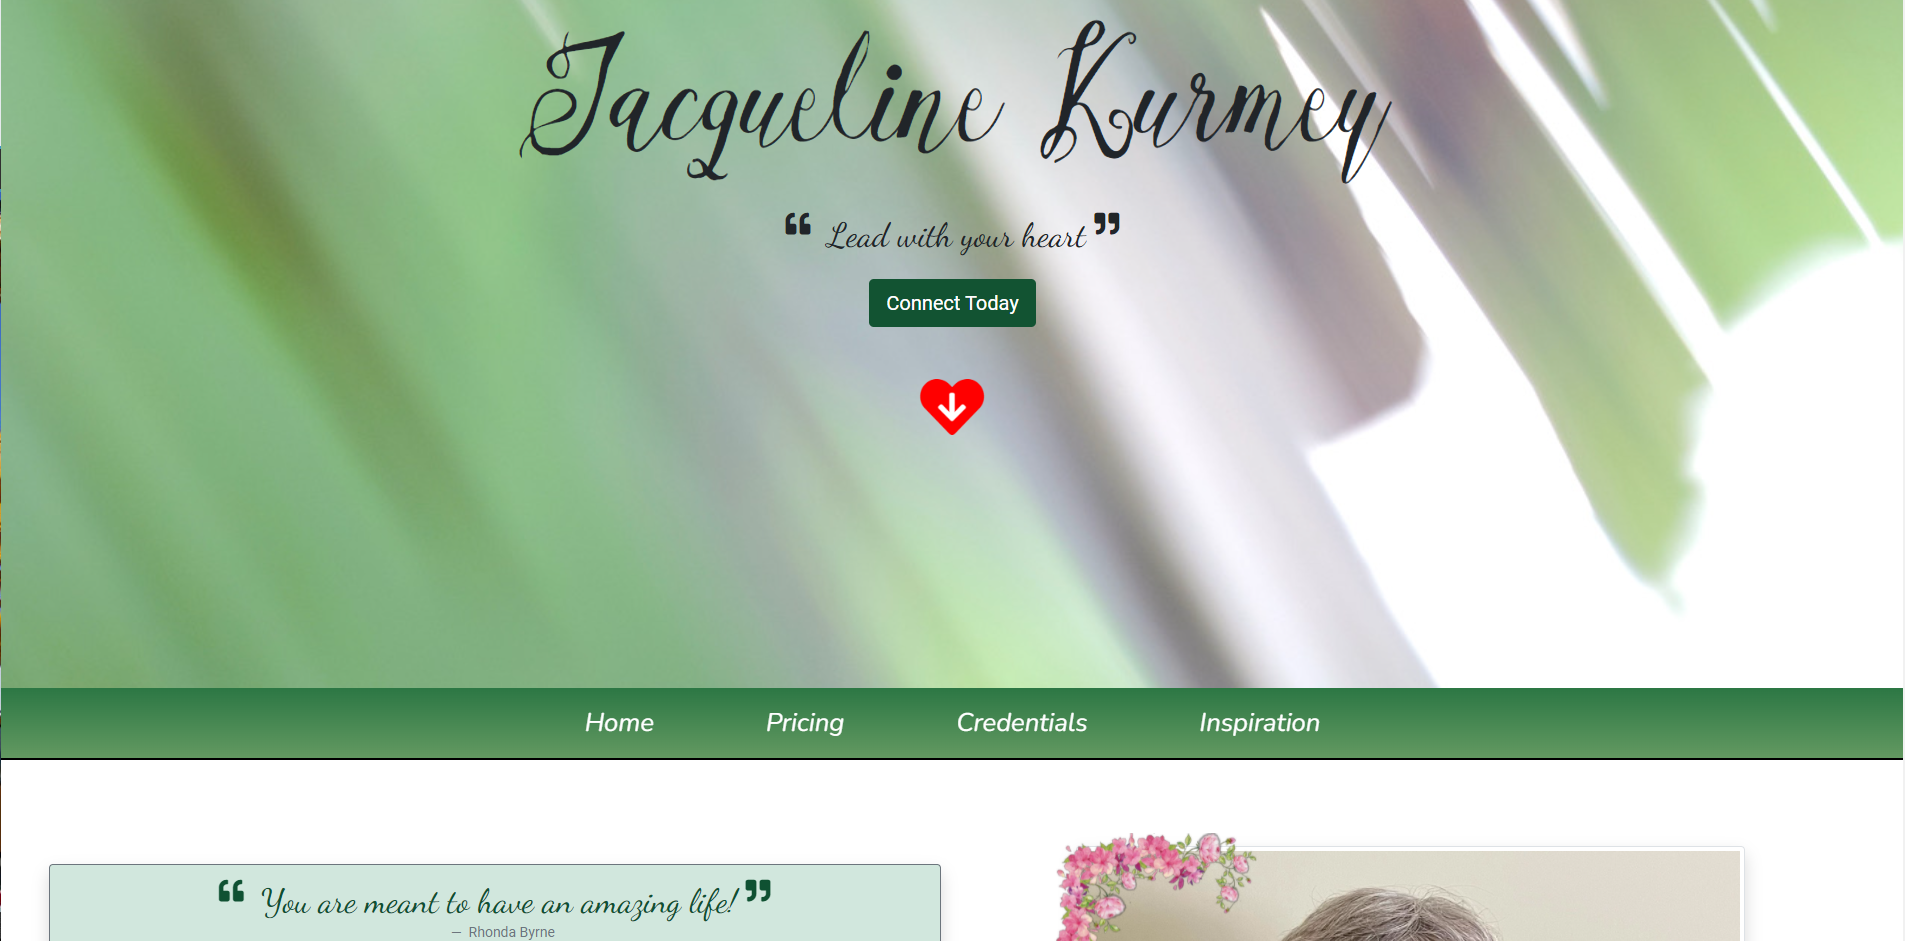 Jacqueline Kurmey
“ Lead with your heart ”
Connect Today
Home Pricing Credentials Inspiration
“ You are meant to have an amazing life! ”
— Rhonda Byrne